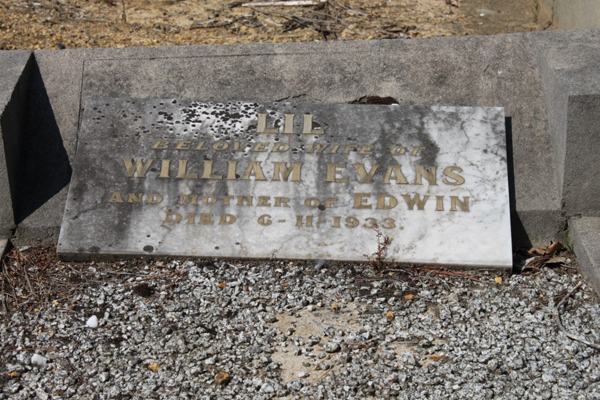 LIL
BELOVED WIFE OF
WILLIAM EVANS
AND MOTHER OF EDWIN
DIED 6-11-1933.